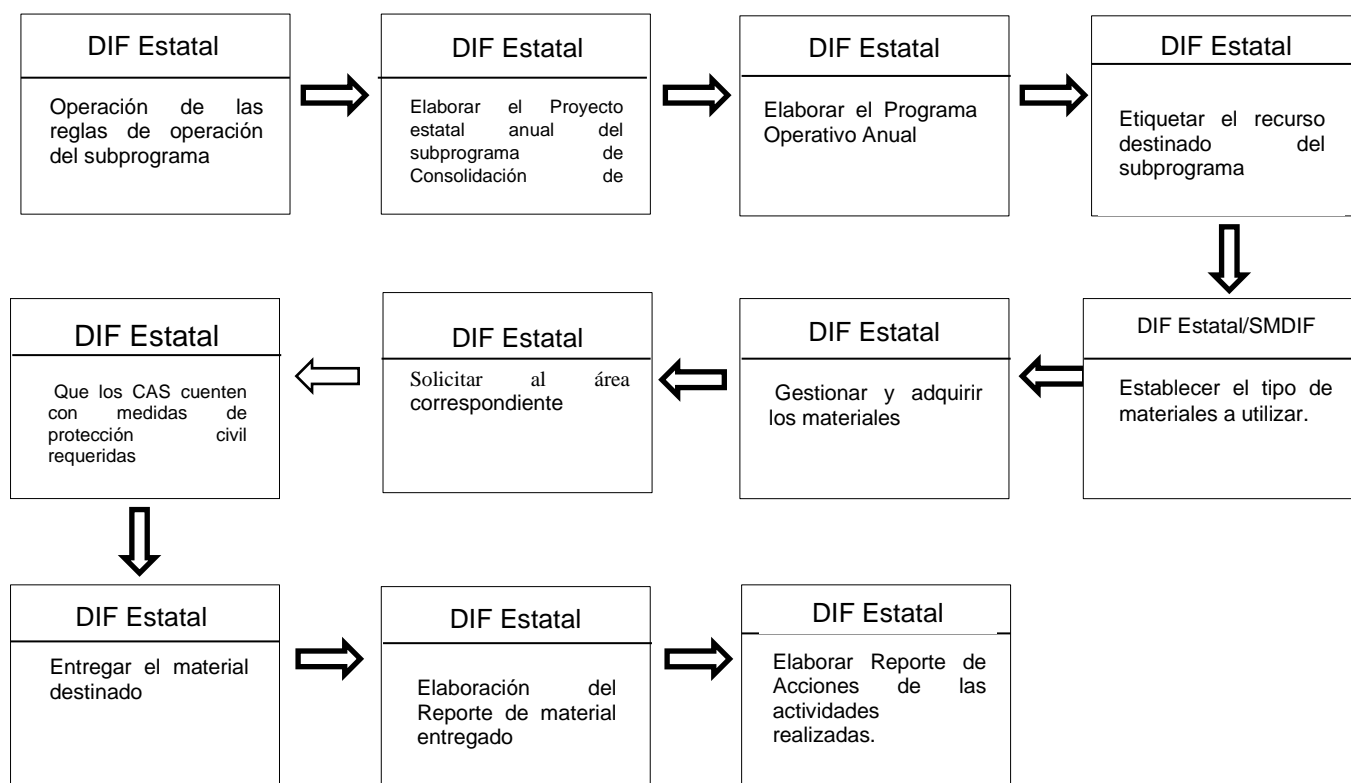 DIF Estatal
Operación de las
reglas de operación
del subprograma
DIF Estatal
Elaborar el Proyecto
estatal anual del
subprograma de
Consolidación de
DIF Estatal
Elaborar el Programa
Operativo Anual
DIF Estatal
Etiquetar el recurso
destinado del
subprograma
DIF Estatal/SMDIF
Establecer el tipo de
materiales a utilizar.
DIF Estatal
Gestionar y adquirir
los materiales
DIF Estatal
Solicitar al área
correspondiente
DIF Estatal
Que los CAS cuenten
con medidas de
protección civil
requeridas
DIF Estatal
Entregar el material
destinado
DIF Estatal
Elaboración del
Reporte de material
entregado
DIF Estatal
Elaborar Reporte de
Acciones de las
actividades
realizadas.